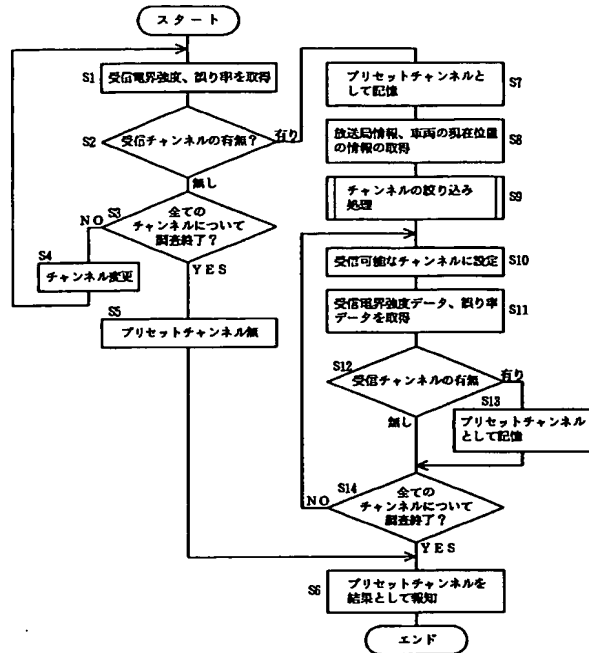 スタート
S1
受信電界強度、誤り率を取得
S2
受信チャンネルの有無?
有り
無し
S3
全ての
チャンネルについて
調査終了?
NO
YES
S4
チャンネル変更
S5
プリセットチャンネル無
プリセットチャンネルと
して記憶
S7
放送局情報、車両の現在位置
の情報の取得
S8
チャンネルの絞り込み
処理
S9
受信可能なチャンネルに設定
S10
受信電界強度データ、誤り率
データを取得
S11
S12
受信チャンネルの有無
有り
無し
S13
プリセットチャンネル
として記憶
S14
全ての
チャンネルについて
調査終了?
NO
YES
S6
プリセットチャンネルを
結果として報知
エンド